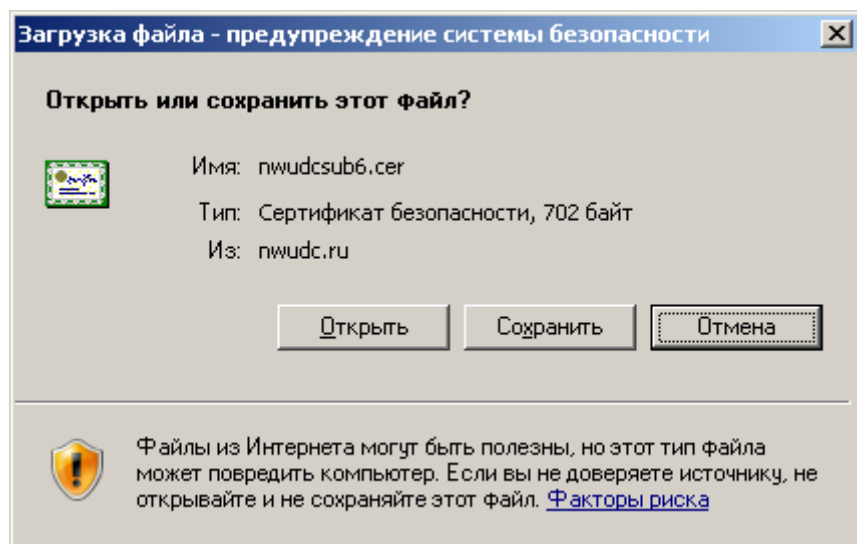 Загрузка файла - предупреждение системы безопасности
Открыть или сохранить этот файл?
Имя: nwudcsub6.cer
Тип: Сертификат безопасности, 702 байт
Из: nwudc.ru
Открыть Сохранить Отмена
Файлы из Интернета могут быть полезны, но этот тип файла
может повредить компьютер. Если вы не доверяете источнику, не
открывайте и не сохраняйте этот файл. Факторы риска